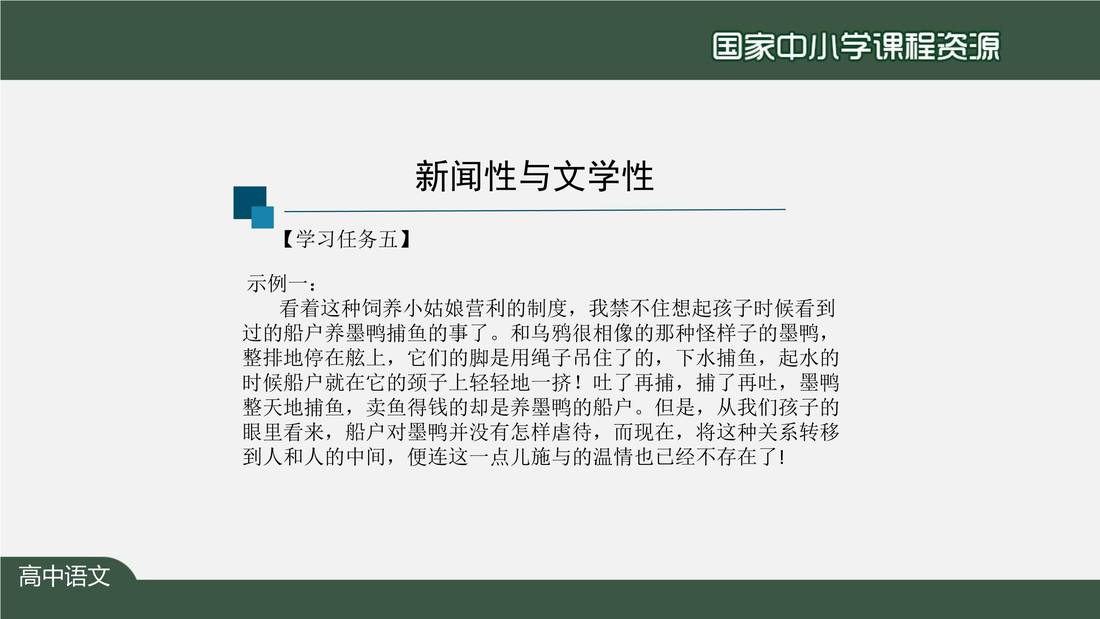 国家中小学课程资源
新闻性与文学性
【学习任务五】
示例一：
看着这种饲养小姑娘营利的制度，我禁不住想起孩子时候看到
过的船户养墨鸭捕鱼的事了。和乌鸦很相像的那种怪样子的墨鸭，
整排地停在舷上，它们的脚是用绳子吊住了的，下水捕鱼，起水的
时候船户就在它的颈子上轻轻地一挤！吐了再捕，捕了再吐，墨鸭
整天地捕鱼，卖鱼得钱的却是养墨鸭的船户。但是，从我们孩子的
眼里看来，船户对墨鸭并没有怎样虐待，而现在，将这种关系转移
到人和人的中间，便连这一点儿施与的温情也已经不存在了!
高中语文